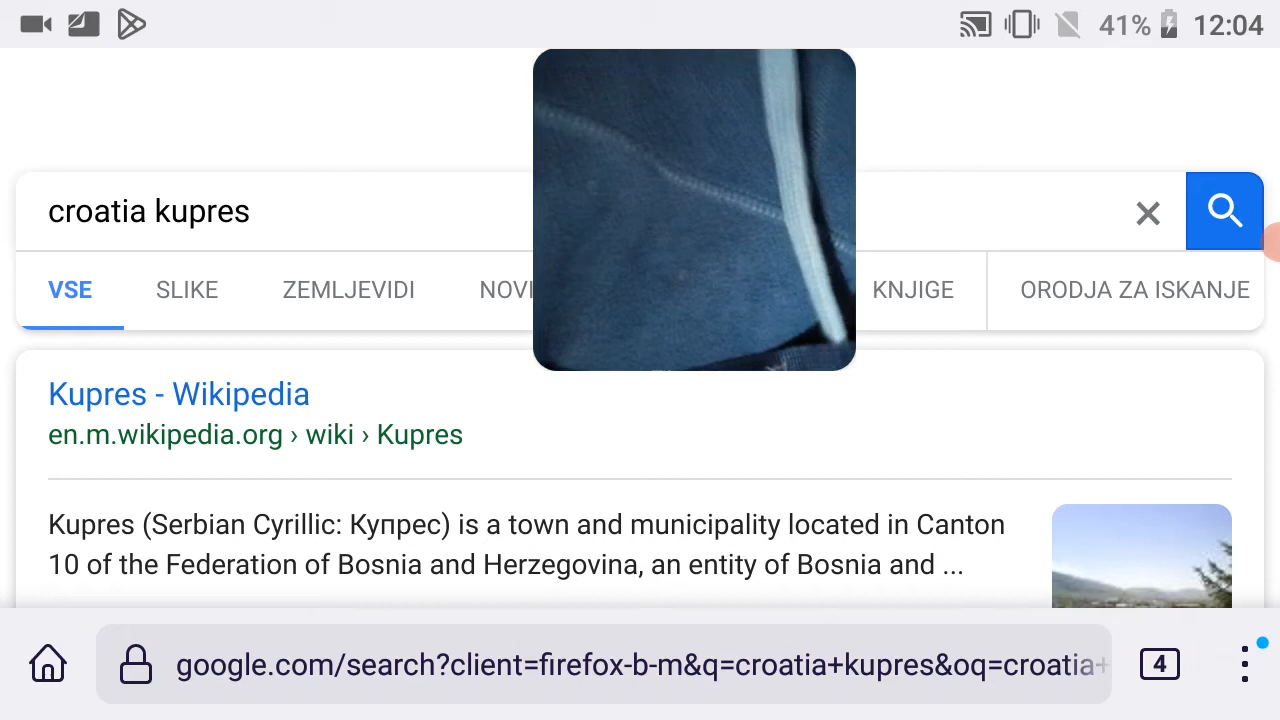 41% 12:04
croatia kupres
VSE SLIKE ZEMLJEVIDI NOVI KNJIGE ORODJA ZA ISKANJE
Kupres - Wikipedia
en.m.wikipedia.org › wiki › Kupres
Kupres (Serbian Cyrillic: Купрес) is a town and municipality located in Canton
10 of the Federation of Bosnia and Herzegovina, an entity of Bosnia and ...
google.com/search?client=firefox-b-m&q=croatia+kupres&oq=croatia+ 4